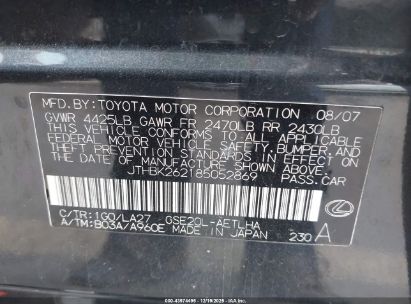 MFD.BY:TOYOTA MOTOR CORPORATION 08/07
GVWR 4425LB GAWR FR 2470LB RR 2430LB
THIS VEHICLE CONFORMS TO ALL APPLICABLE
FEDERAL MOTOR VEHICLE SAFETY, BUMPER, AND
THEFT PREVENTION STANDARDS IN EFFECT ON
THE DATE OF MANUFACTURE SHOWN ABOVE.
JTHBK262185052869 PASS.CAR
C/TR:1G0/LA27 GSE20L-AETLHA
A/TM:B03A/A960E MADE IN JAPAN 230 A